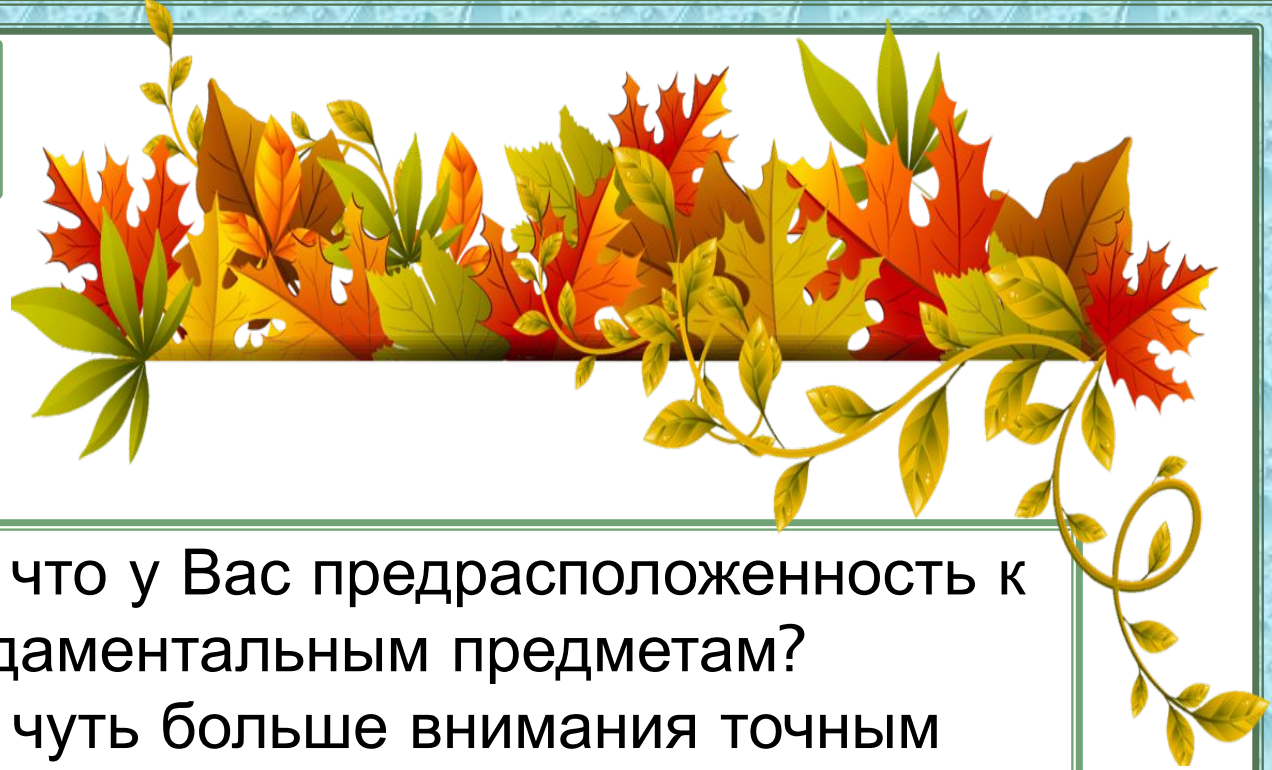 что у Вас предрасположенность к
даментальным предметам?
чуть больше внимания точным